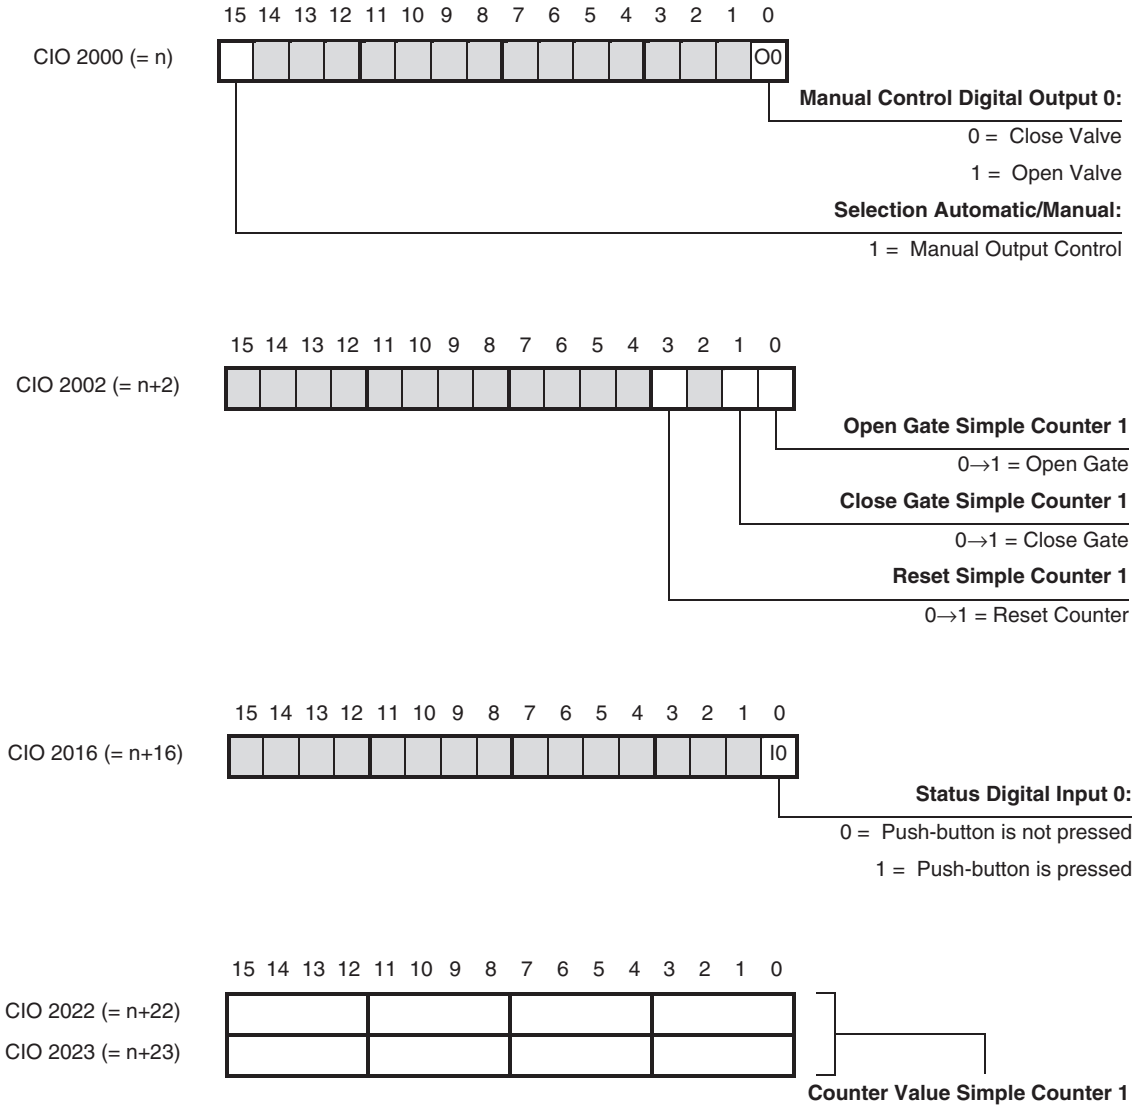 15 14 13 12 11 10 9 8 7 6 5 4 3 2 1 0
CIO 2000 (= n)
O0
Manual Control Digital Output 0:
0 = Close Valve
1 = Open Valve
Selection Automatic/Manual:
1 = Manual Output Control
15 14 13 12 11 10 9 8 7 6 5 4 3 2 1 0
CIO 2002 (= n+2)
Open Gate Simple Counter 1
0→1 = Open Gate
Close Gate Simple Counter 1
0→1 = Close Gate
Reset Simple Counter 1
0→1 = Reset Counter
15 14 13 12 11 10 9 8 7 6 5 4 3 2 1 0
CIO 2016 (= n+16)
I0
Status Digital Input 0:
0 = Push-button is not pressed
1 = Push-button is pressed
15 14 13 12 11 10 9 8 7 6 5 4 3 2 1 0
CIO 2022 (= n+22)
CIO 2023 (= n+23)
Counter Value Simple Counter 1